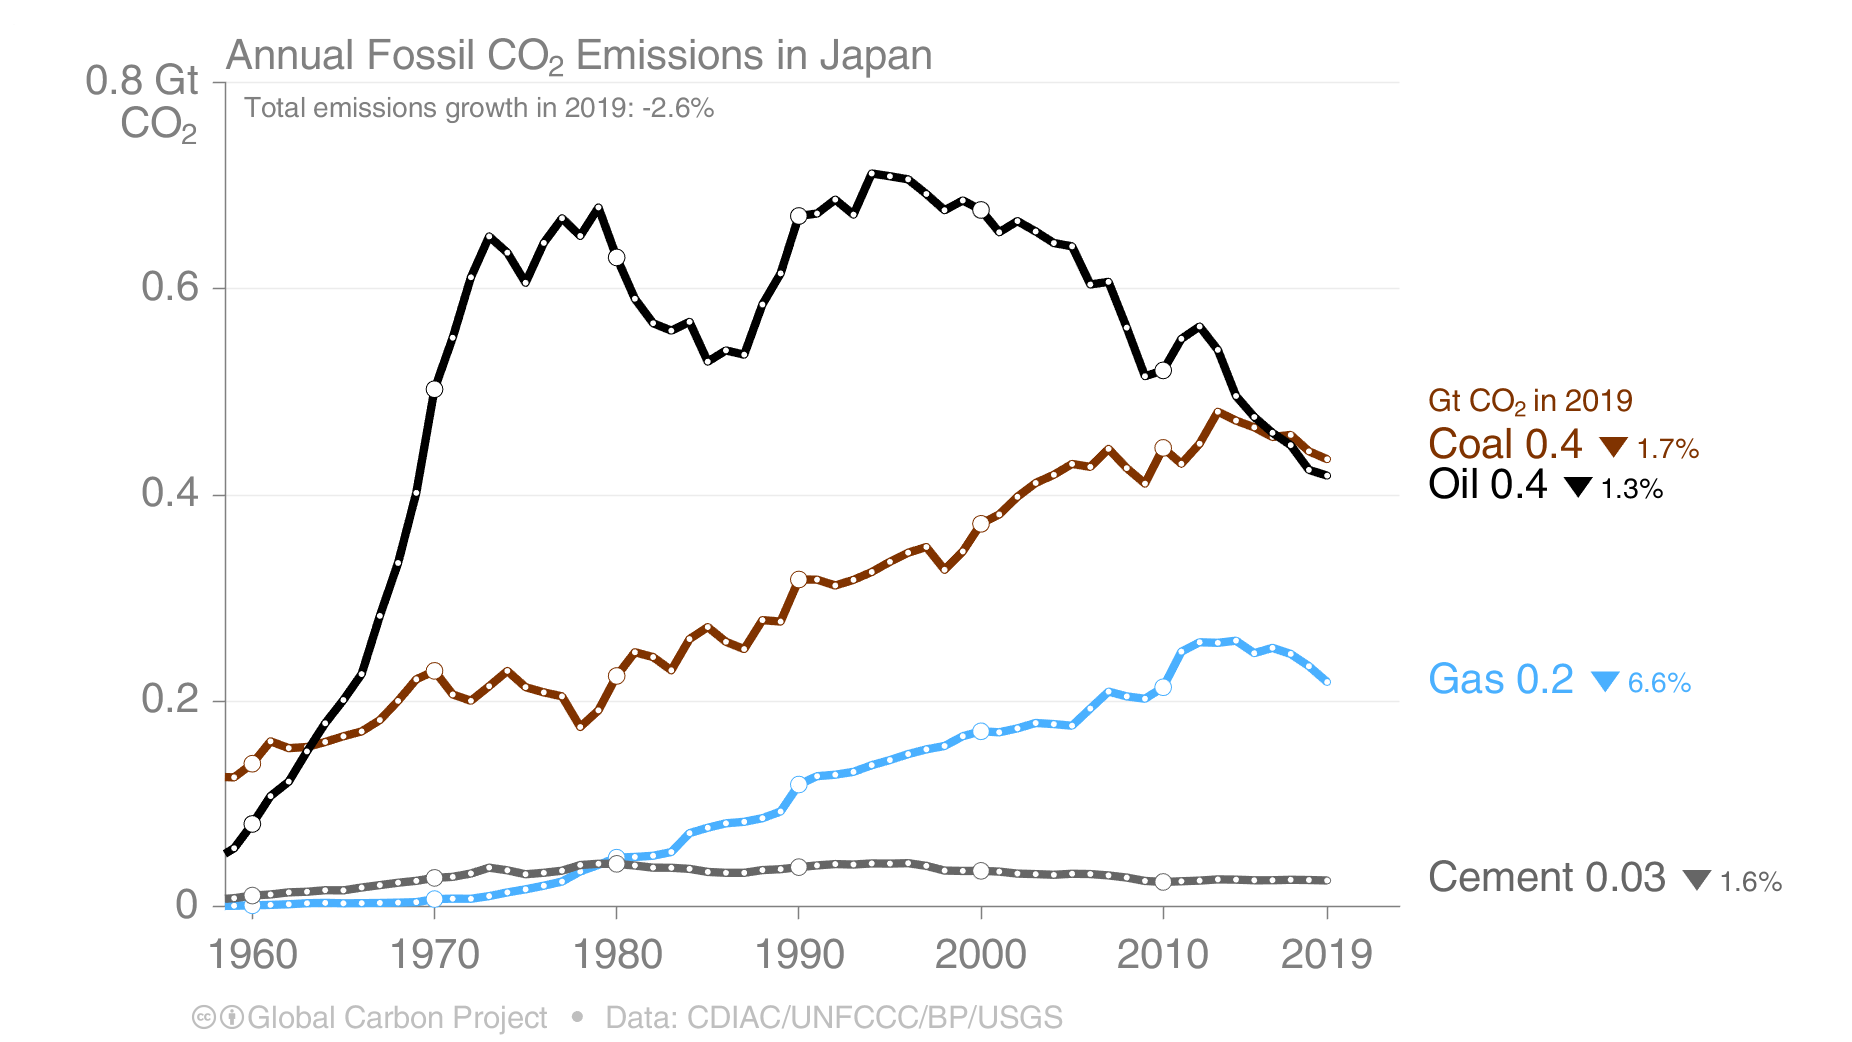 Annual Fossil CO₂ Emissions in Japan
0.8 Gt
CO₂
Total emissions growth in 2019: -2.6%
0.6
0.4
0.2
0
Gt CO₂ in 2019
Coal 0.4 ▼ 1.7%
Oil 0.4 ▼ 1.3%
Gas 0.2 ▼ 6.6%
Cement 0.03 ▼ 1.6%
1960 1970 1980 1990 2000 2010 2019
cc Global Carbon Project • Data: CDIAC/UNFCCC/BP/USGS